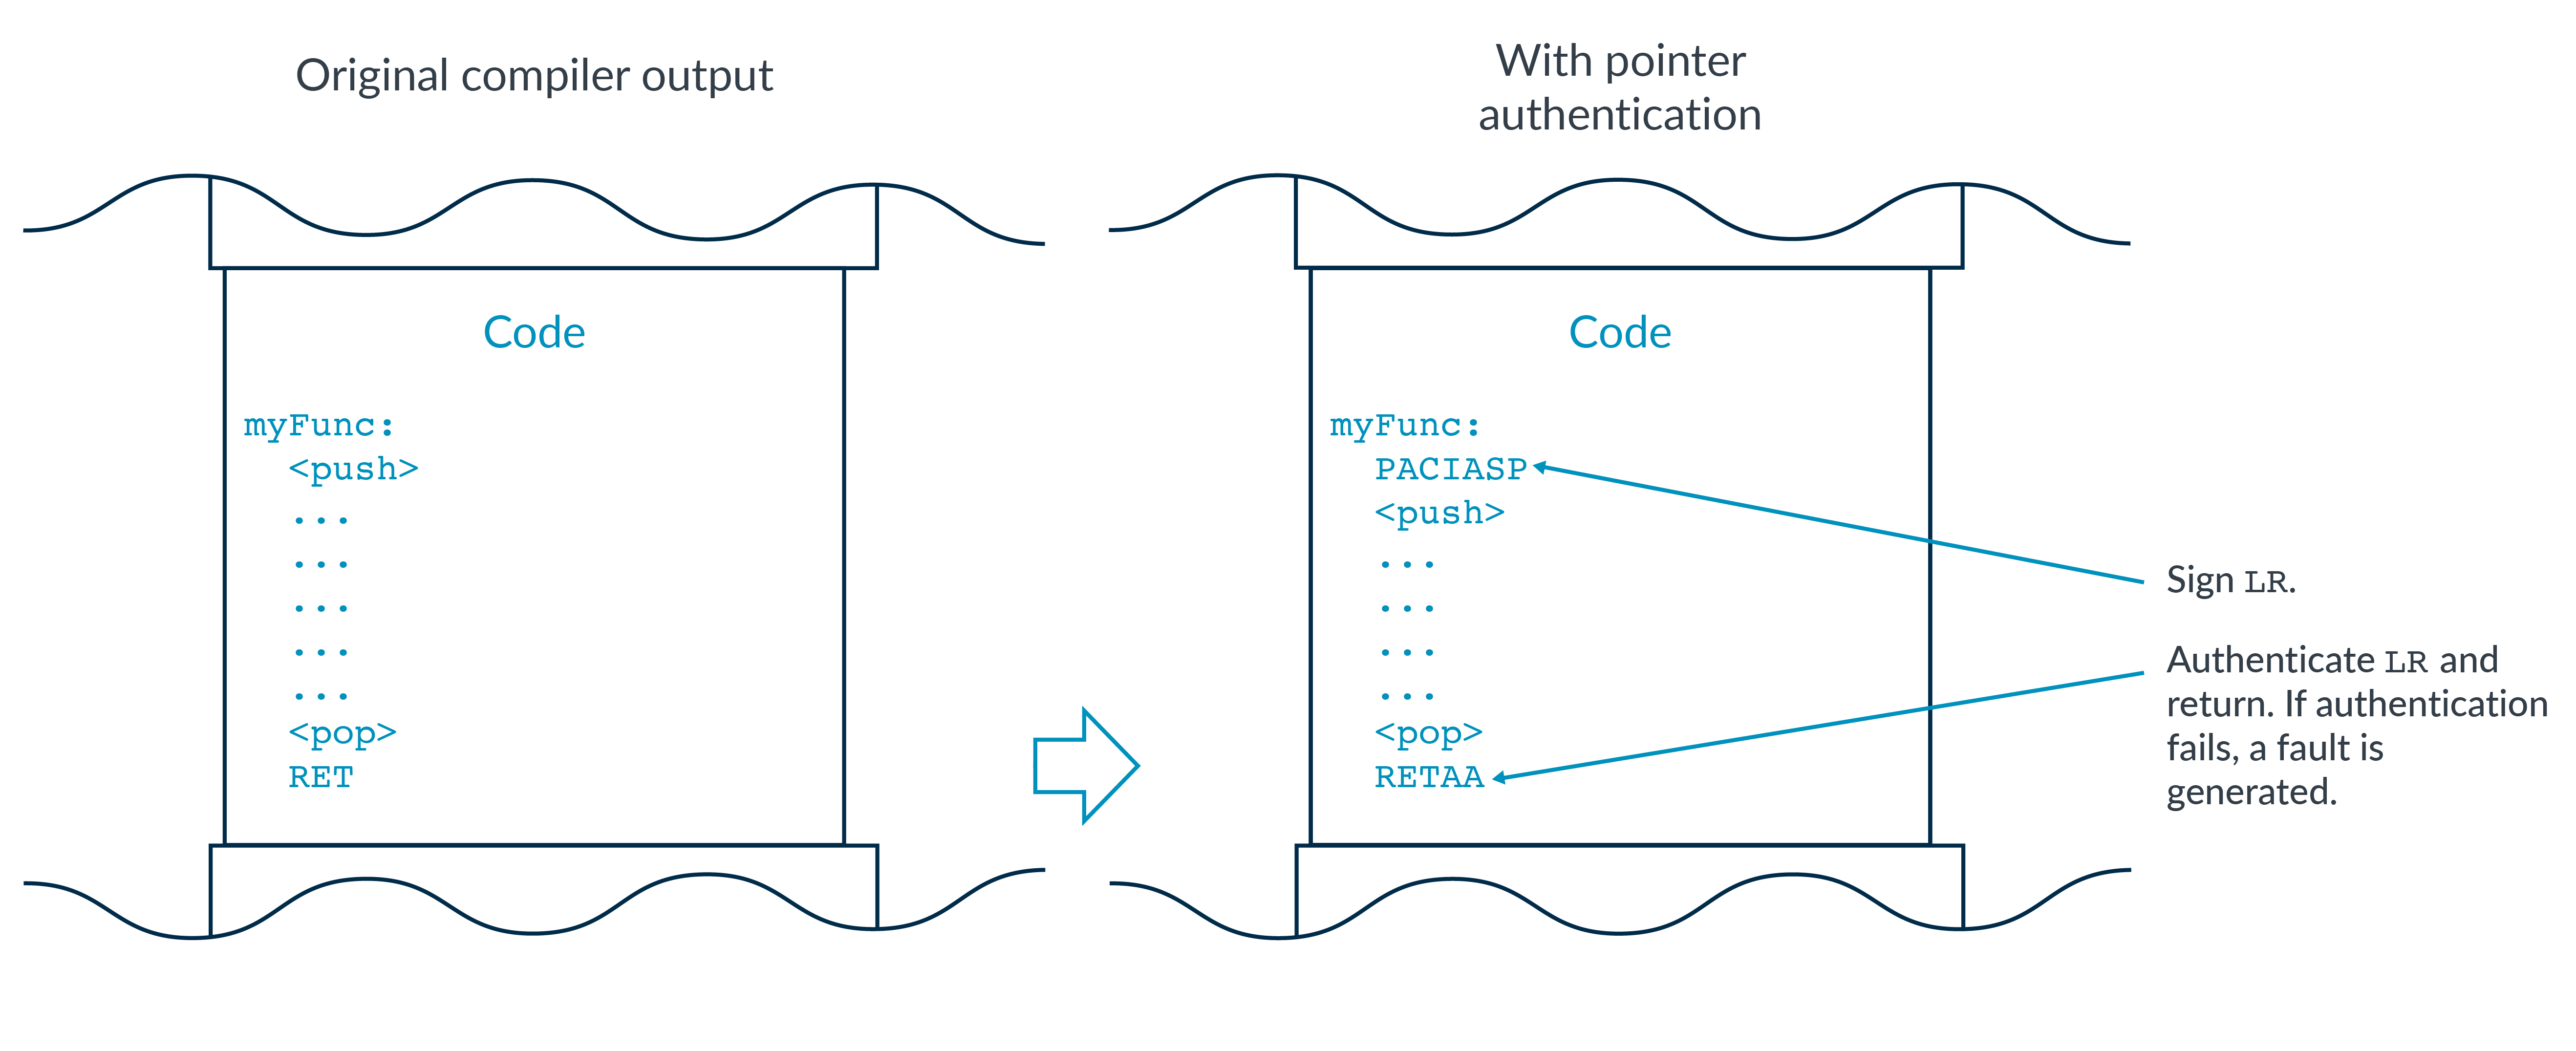 Original compiler output
Code
myFunc:
<push>
...
...
...
...
...
<pop>
RET
With pointer
authentication
Code
myFunc:
PACIASP
<push>
...
...
...
...
<pop>
RETAA
Sign LR.
Authenticate LR and
return. If authentication
fails, a fault is
generated.